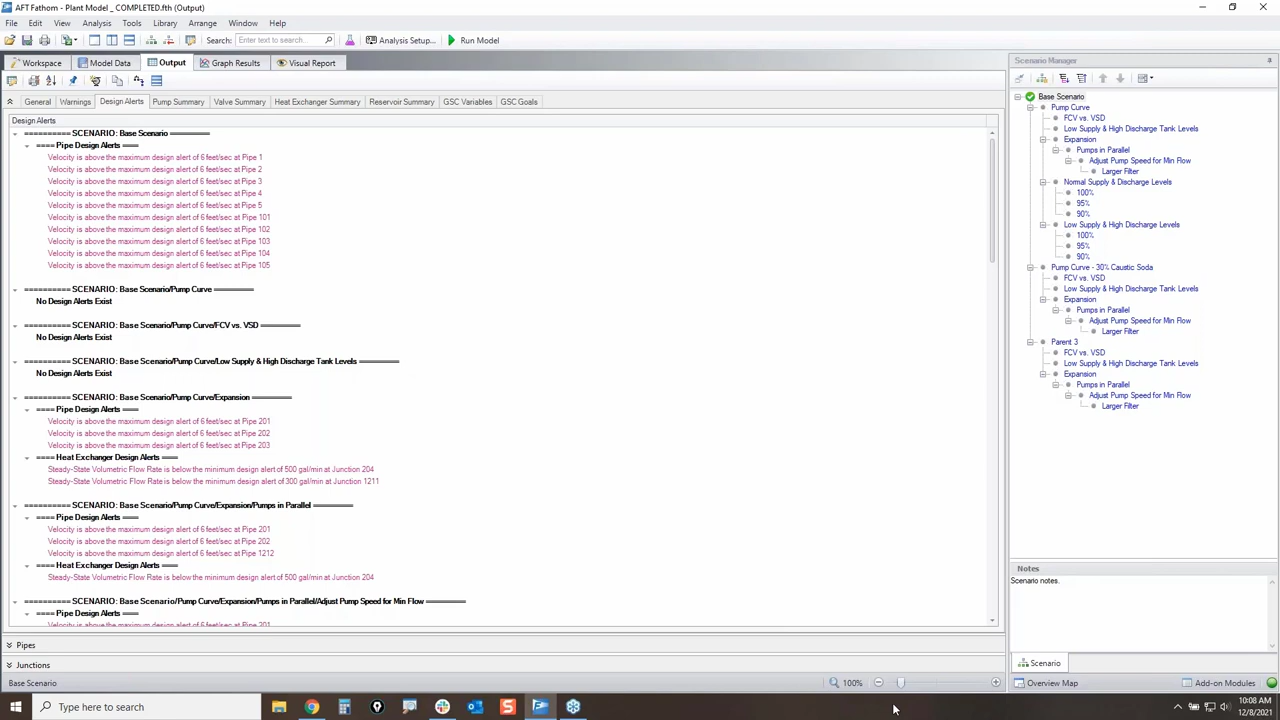 AFT Fathom - Plant Model _ COMPLETED.fth (Output)
File Edit View Analysis Tools Library Arrange Window Help
Search: Enter text to search... Analysis Setup... Run Model
Workspace Model Data Output Graph Results Visual Report
General Warnings Design Alerts Pump Summary Valve Summary Heat Exchanger Summary Reservoir Summary GSC Variables GSC Goals
Design Alerts
========== SCENARIO: Base Scenario ==========
==== Pipe Design Alerts ====
Velocity is above the maximum design alert of 6 feet/sec at Pipe 1
Velocity is above the maximum design alert of 6 feet/sec at Pipe 2
Velocity is above the maximum design alert of 6 feet/sec at Pipe 3
Velocity is above the maximum design alert of 6 feet/sec at Pipe 4
Velocity is above the maximum design alert of 6 feet/sec at Pipe 5
Velocity is above the maximum design alert of 6 feet/sec at Pipe 101
Velocity is above the maximum design alert of 6 feet/sec at Pipe 102
Velocity is above the maximum design alert of 6 feet/sec at Pipe 103
Velocity is above the maximum design alert of 6 feet/sec at Pipe 104
Velocity is above the maximum design alert of 6 feet/sec at Pipe 105
========== SCENARIO: Base Scenario/Pump Curve ==========
No Design Alerts Exist
========== SCENARIO: Base Scenario/Pump Curve/FCV vs. VSD ==========
No Design Alerts Exist
========== SCENARIO: Base Scenario/Pump Curve/Low Supply & High Discharge Tank Levels ==========
No Design Alerts Exist
========== SCENARIO: Base Scenario/Pump Curve/Expansion ==========
==== Pipe Design Alerts ====
Velocity is above the maximum design alert of 6 feet/sec at Pipe 201
Velocity is above the maximum design alert of 6 feet/sec at Pipe 202
Velocity is above the maximum design alert of 6 feet/sec at Pipe 203
==== Heat Exchanger Design Alerts ====
Steady-State Volumetric Flow Rate is below the minimum design alert of 500 gal/min at Junction 204
Steady-State Volumetric Flow Rate is below the minimum design alert of 300 gal/min at Junction 1211
========== SCENARIO: Base Scenario/Pump Curve/Expansion/Pumps in Parallel ==========
==== Pipe Design Alerts ====
Velocity is above the maximum design alert of 6 feet/sec at Pipe 201
Velocity is above the maximum design alert of 6 feet/sec at Pipe 202
Velocity is above the maximum design alert of 6 feet/sec at Pipe 1212
==== Heat Exchanger Design Alerts ====
Steady-State Volumetric Flow Rate is below the minimum design alert of 500 gal/min at Junction 204
========== SCENARIO: Base Scenario/Pump Curve/Expansion/Pumps in Parallel/Adjust Pump Speed for Min Flow ==========
==== Pipe Design Alerts ====
Velocity is above the maximum design alert of 6 feet/sec at Pipe 201
Pipes
Junctions
Base Scenario 100%
Scenario Manager
Base Scenario
Pump Curve
FCV vs. VSD
Low Supply & High Discharge Tank Levels
Expansion
Pumps in Parallel
Adjust Pump Speed for Min Flow
Larger Filter
Normal Supply & Discharge Levels
100%
95%
90%
Low Supply & High Discharge Levels
100%
95%
90%
Pump Curve - 30% Caustic Soda
FCV vs. VSD
Low Supply & High Discharge Tank Levels
Expansion
Pumps in Parallel
Adjust Pump Speed for Min Flow
Larger Filter
Parent 3
FCV vs. VSD
Low Supply & High Discharge Tank Levels
Expansion
Pumps in Parallel
Adjust Pump Speed for Min Flow
Larger Filter
Notes
Scenario notes.
Scenario
Overview Map Add-on Modules
Type here to search
10:08 AM
12/8/2021